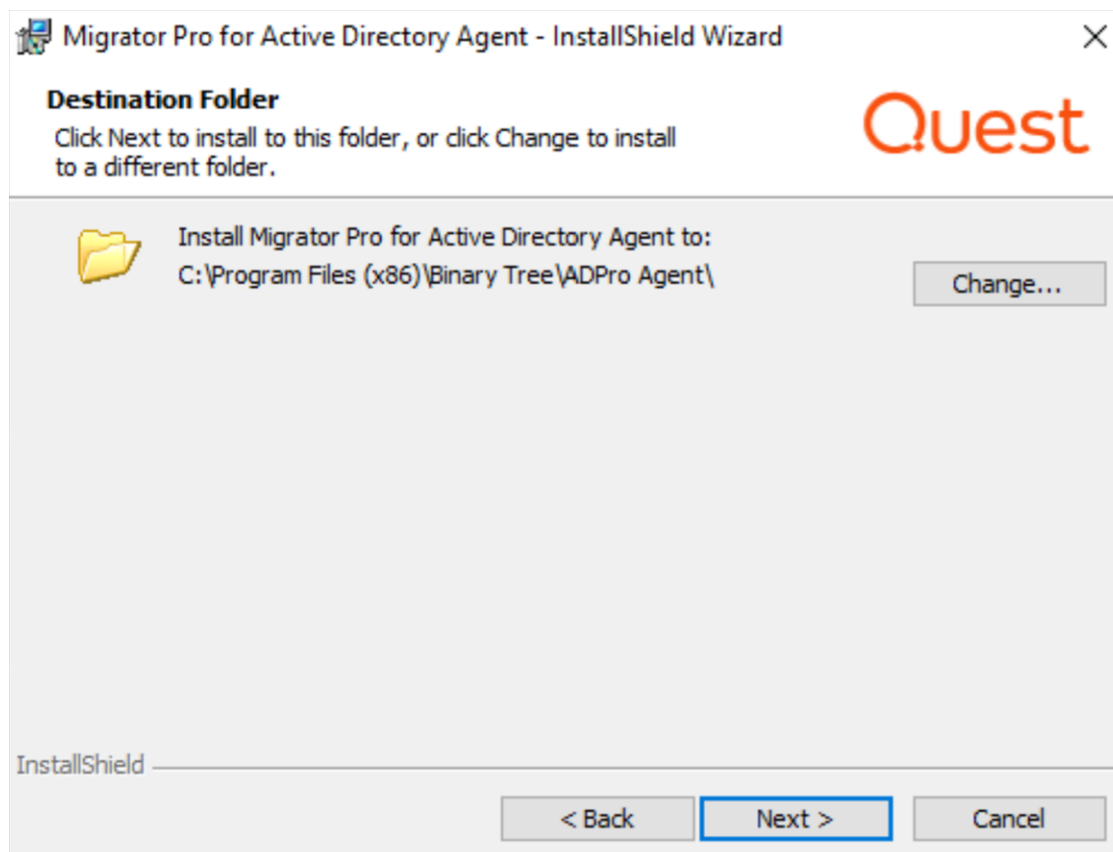 Migrator Pro for Active Directory Agent - InstallShield Wizard
Destination Folder
Click Next to install to this folder, or click Change to install
to a different folder.
Quest
Install Migrator Pro for Active Directory Agent to:
C:\Program Files (x86)\Binary Tree\ADPro Agent\
Change...
InstallShield
< Back
Next >
Cancel